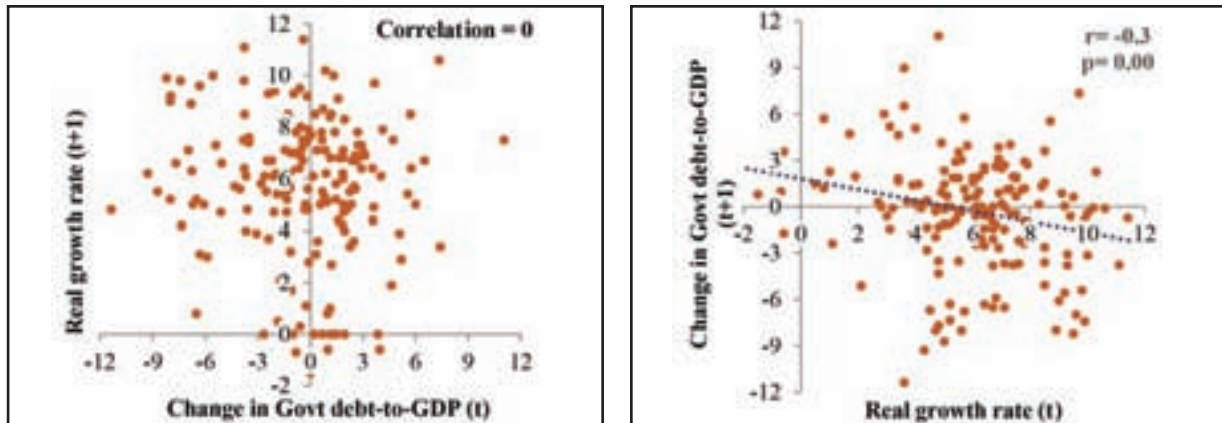 Correlation = 0
Real growth rate (t+1)
12
10
8
6
4
2
0
-2
-12 -9 -6 -3 0 3 6 9 12
Change in Govt debt-to-GDP (t)
r= -0.3
p= 0.00
Change in Govt debt-to-GDP
(t+1)
12
9
6
3
0
-3
-6
-9
-12
-2 0 2 4 6 8 10 12 14
Real growth rate (t)